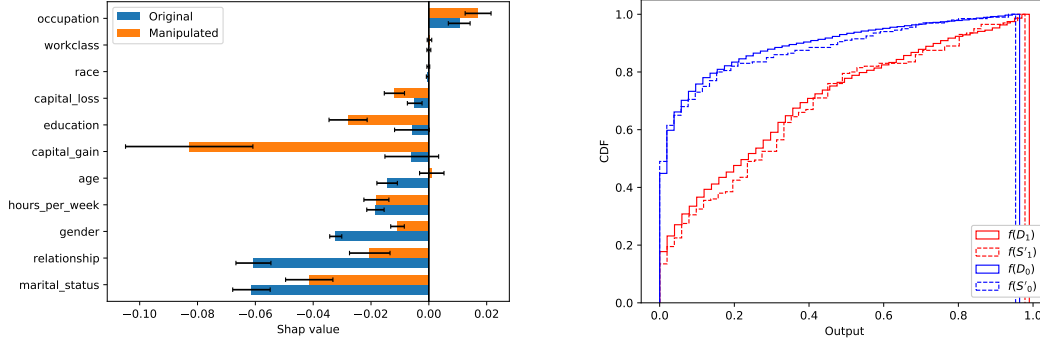 occupation
workclass
race
capital_loss
education
capital_gain
age
hours_per_week
gender
relationship
marital_status
Original
Manipulated
−0.10 −0.08 −0.06 −0.04 −0.02 0.00 0.02
Shap value
1.0
0.8
0.6
0.4
0.2
0.0
CDF
f(D₁)
f(S'₁)
f(D₀)
f(S'₀)
0.0 0.2 0.4 0.6 0.8 1.0
Output